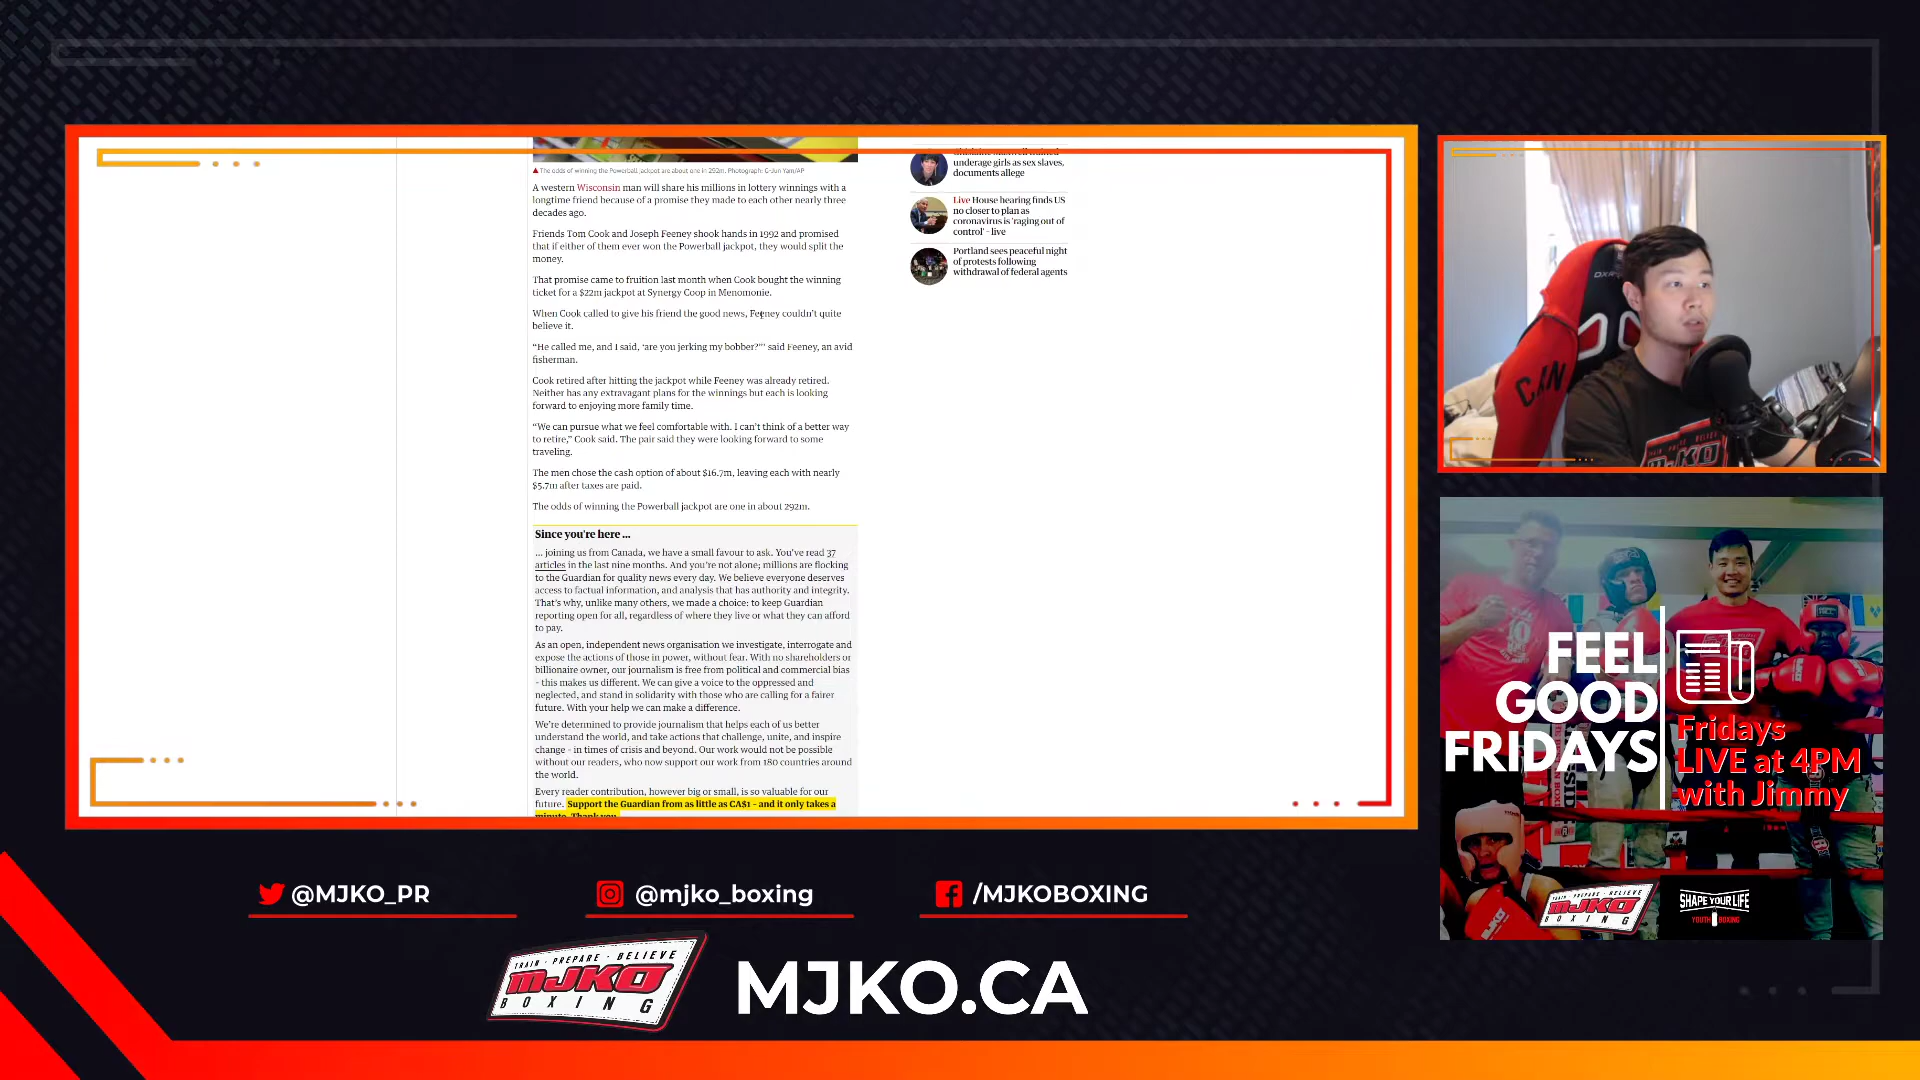 ▲ The odds of winning the Powerball jackpot are about one in 292m. Photograph: G-Jun Yam/AP
A western Wisconsin man will share his millions in lottery winnings with a
longtime friend because of a promise they made to each other nearly three
decades ago.
Friends Tom Cook and Joseph Feeney shook hands in 1992 and promised
that if either of them ever won the Powerball jackpot, they would split the
money.
That promise came to fruition last month when Cook bought the winning
ticket for a $22m jackpot at Synergy Coop in Menomonie.
When Cook called to give his friend the good news, Feeney couldn't quite
believe it.
“He called me, and I said, ‘are you jerking my bobber?’” said Feeney, an avid
fisherman.
Cook retired after hitting the jackpot while Feeney was already retired.
Neither has any extravagant plans for the winnings but each is looking
forward to enjoying more family time.
“We can pursue what we feel comfortable with. I can't think of a better way
to retire,” Cook said. The pair said they were looking forward to some
traveling.
The men chose the cash option of about $16.7m, leaving each with nearly
$5.7m after taxes are paid.
The odds of winning the Powerball jackpot are one in about 292m.
Since you're here ...
... joining us from Canada, we have a small favour to ask. You've read 37
articles in the last nine months. And you're not alone; millions are flocking
to the Guardian for quality news every day. We believe everyone deserves
access to factual information, and analysis that has authority and integrity.
That's why, unlike many others, we made a choice: to keep Guardian
reporting open for all, regardless of where they live or what they can afford
to pay.
As an open, independent news organisation we investigate, interrogate and
expose the actions of those in power, without fear. With no shareholders or
billionaire owner, our journalism is free from political and commercial bias
– this makes us different. We can give a voice to the oppressed and
neglected, and stand in solidarity with those who are calling for a fairer
future. With your help we can make a difference.
We're determined to provide journalism that helps each of us better
understand the world, and take actions that challenge, unite, and inspire
change – in times of crisis and beyond. Our work would not be possible
without our readers, who now support our work from 180 countries around
the world.
Every reader contribution, however big or small, is so valuable for our
future. Support the Guardian from as little as CA$1 – and it only takes a
minute. Thank you.
underage girls as sex slaves,
documents allege
Live House hearing finds US
no closer to plan as
coronavirus is 'raging out of
control' – live
Portland sees peaceful night
of protests following
withdrawal of federal agents
CAN
MJKO
FEEL
GOOD
FRIDAYS
Fridays
LIVE at 4PM
with Jimmy
TRAIN · PREPARE · BELIEVE
MJKO
BOXING
SHAPE YOUR LIFE
YOUTH BOXING
@MJKO_PR
@mjko_boxing
/MJKOBOXING
TRAIN · PREPARE · BELIEVE
MJKO
BOXING
MJKO.CA